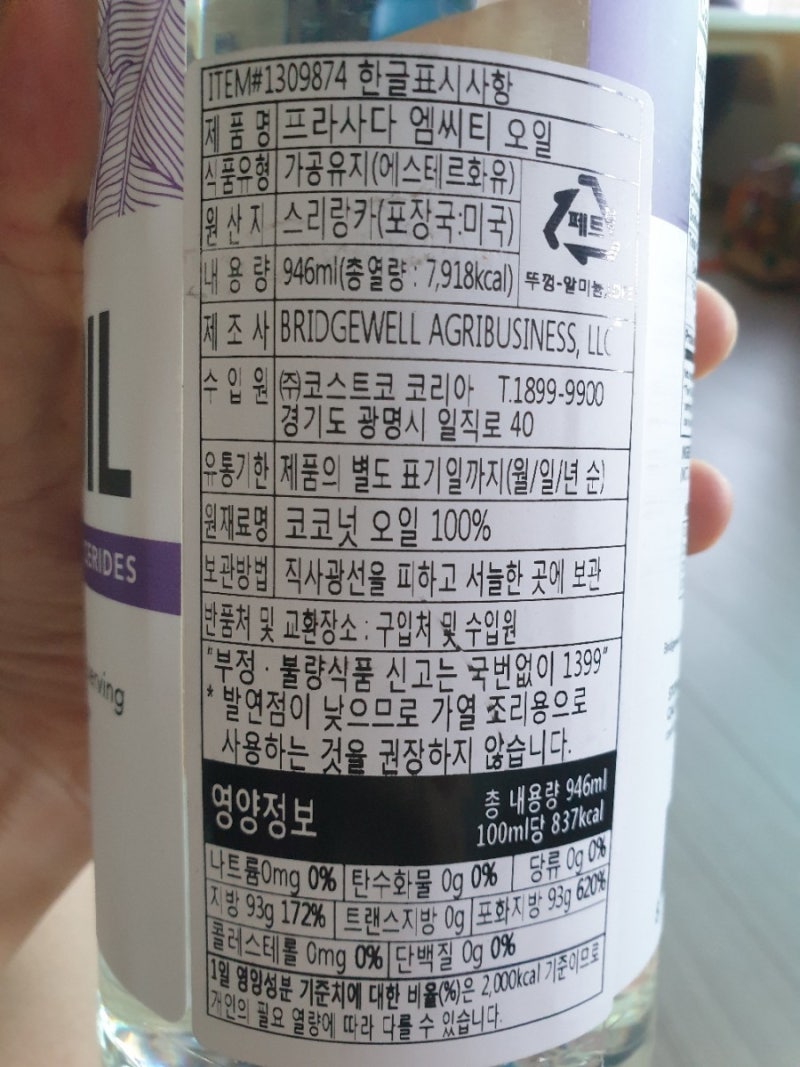 ITEM#1309874 한글표시사항
제 품 명 프라사다 엠씨티 오일
식품유형 가공유지(에스테르화유)
원 산 지 스리랑카(포장국:미국)
페트
내 용 량 946ml(총열량 : 7,918kcal)
뚜껑-알미늄
제 조 사 BRIDGEWELL AGRIBUSINESS, LLC
수 입 원 ㈜코스트코 코리아 T.1899-9900
경기도 광명시 일직로 40
유통기한 제품의 별도 표기일까지(월/일/년 순)
원재료명 코코넛 오일 100%
보관방법 직사광선을 피하고 서늘한 곳에 보관
반품처 및 교환장소 : 구입처 및 수입원
"부정 · 불량식품 신고는 국번없이 1399"
* 발연점이 낮으므로 가열 조리용으로
사용하는 것을 권장하지 않습니다.
영양정보
총 내용량 946ml
100ml당 837kcal
나트륨0mg 0% 탄수화물 0g 0% 당류 0g 0%
지방 93g 172% 트랜스지방 0g 포화지방 93g 620%
콜레스테롤 0mg 0% 단백질 0g 0%
1일 영양성분 기준치에 대한 비율(%)은 2,000kcal 기준이므로
개인의 필요 열량에 따라 다를 수 있습니다.
IL
ERIDES
erving